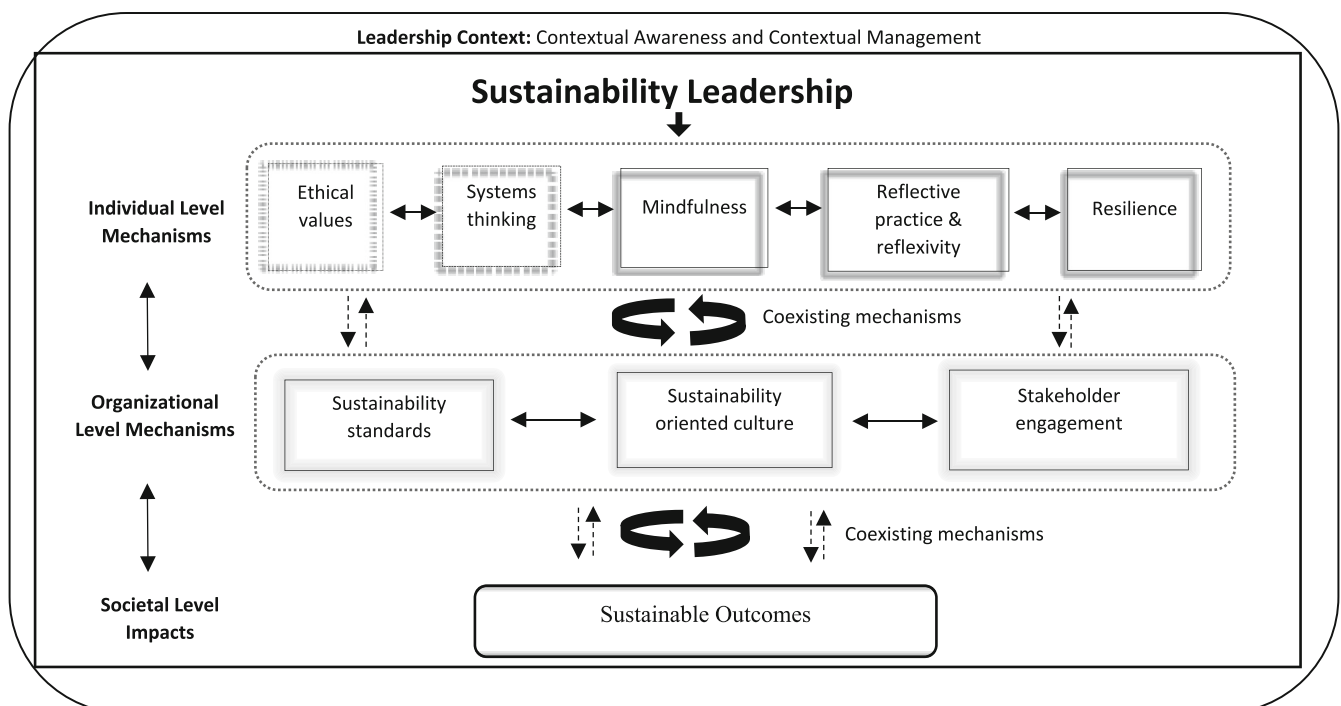 Leadership Context: Contextual Awareness and Contextual Management
Sustainability Leadership
Individual Level
Mechanisms
Ethical
values
Systems
thinking
Mindfulness
Reflective
practice &
reflexivity
Resilience
Coexisting mechanisms
Organizational
Level Mechanisms
Sustainability
standards
Sustainability
oriented culture
Stakeholder
engagement
Coexisting mechanisms
Societal Level
Impacts
Sustainable Outcomes